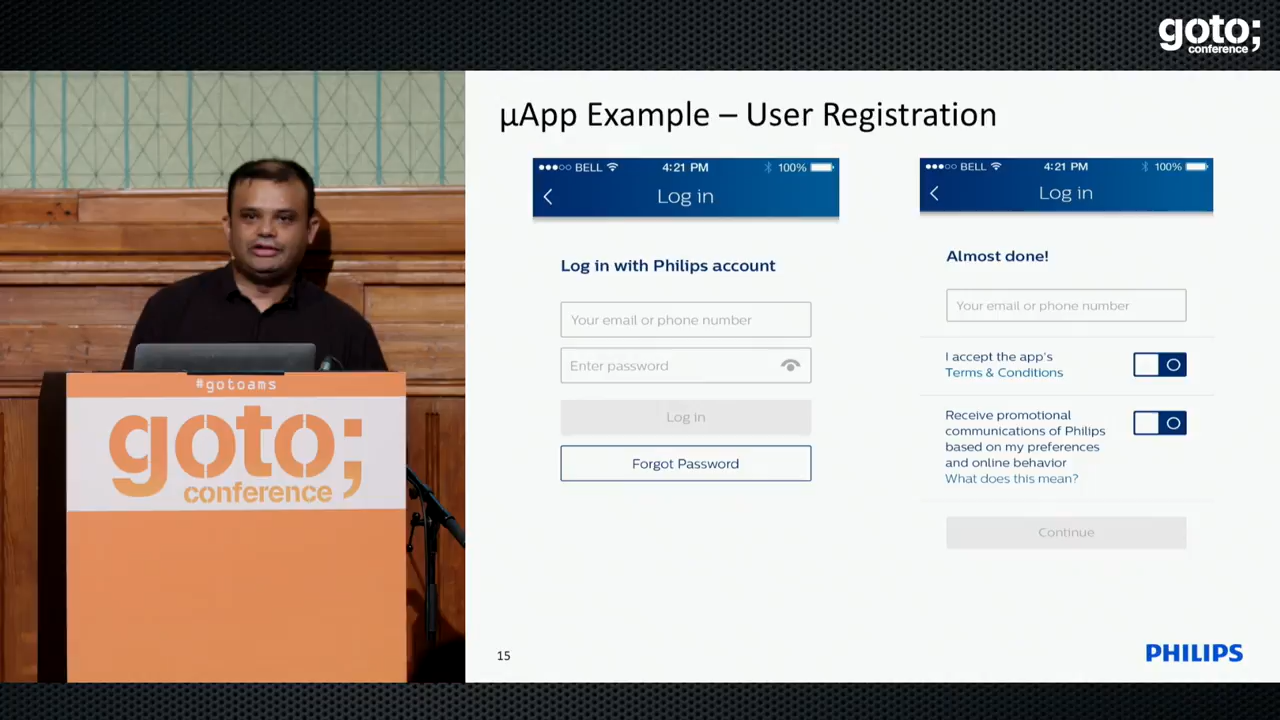 goto;
conference
μApp Example – User Registration
BELL 4:21 PM 100%
Log in
Log in with Philips account
Your email or phone number
Enter password
Log in
Forgot Password
BELL 4:21 PM 100%
Log in
Almost done!
Your email or phone number
I accept the app's
Terms & Conditions
Receive promotional
communications of Philips
based on my preferences
and online behavior
What does this mean?
Continue
15
PHILIPS
#gotoams
goto;
conference